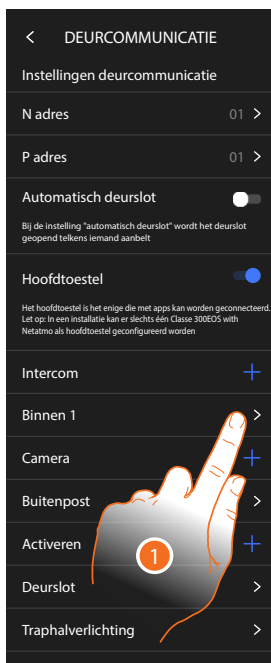 DEURCOMMUNICATIE
Instellingen deurcommunicatie
N adres 01
P adres 01
Automatisch deurslot
Bij de instelling "automatisch deurslot" wordt het deurslot
geopend telkens iemand aanbelt
Hoofdtoestel
Het hoofdtoestel is het enige die met apps kan worden geconnecteerd.
Let op: In een installatie kan er slechts één Classe 300EOS with
Netatmo als hoofdtoestel geconfigureerd worden
Intercom
Binnen 1
Camera
Buitenpost
Activeren
1
Deurslot
Traphalverlichting